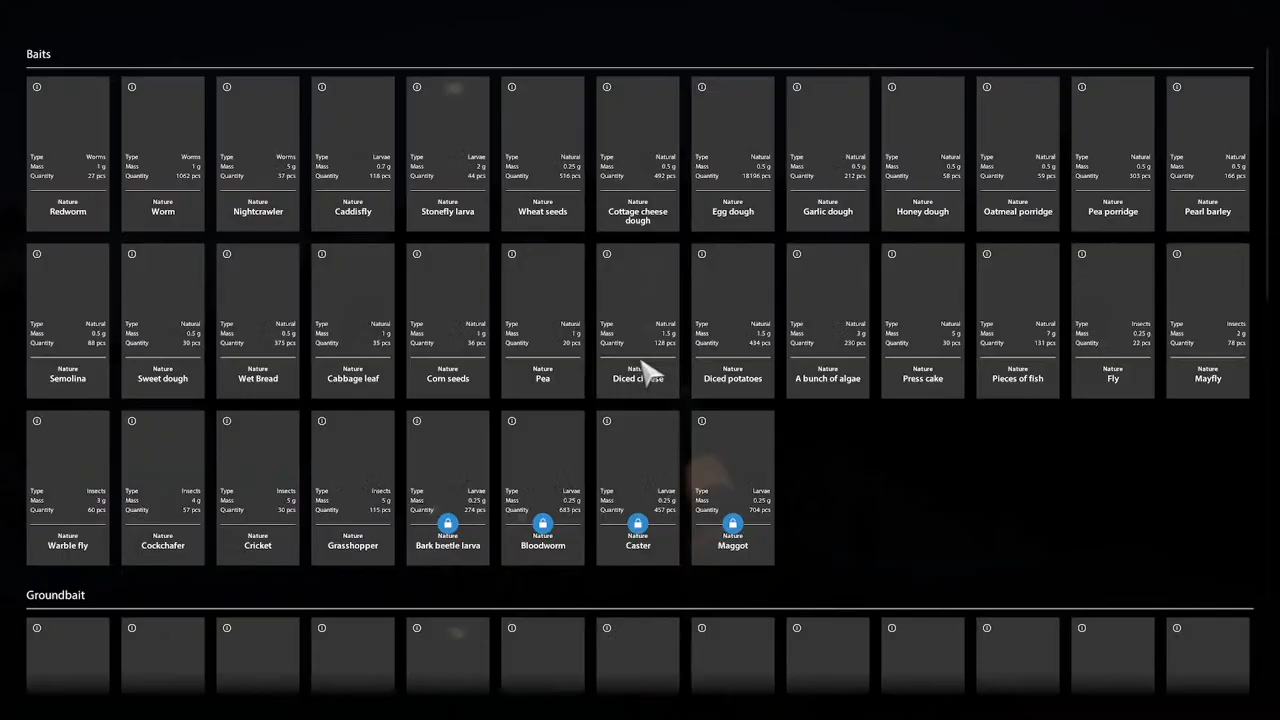 Baits
Type Worms
Mass 1 g
Quantity 27 pcs
Nature
Redworm
Type Worms
Mass 1 g
Quantity 1062 pcs
Nature
Worm
Type Worms
Mass 5 g
Quantity 37 pcs
Nature
Nightcrawler
Type Larvae
Mass 0.7 g
Quantity 118 pcs
Nature
Caddisfly
Type Larvae
Mass 2 g
Quantity 44 pcs
Nature
Stonefly larva
Type Natural
Mass 0.25 g
Quantity 516 pcs
Nature
Wheat seeds
Type Natural
Mass 0.5 g
Quantity 492 pcs
Nature
Cottage cheese
dough
Type Natural
Mass 0.5 g
Quantity 18196 pcs
Nature
Egg dough
Type Natural
Mass 0.5 g
Quantity 212 pcs
Nature
Garlic dough
Type Natural
Mass 0.5 g
Quantity 58 pcs
Nature
Honey dough
Type Natural
Mass 0.5 g
Quantity 59 pcs
Nature
Oatmeal porridge
Type Natural
Mass 0.5 g
Quantity 303 pcs
Nature
Pea porridge
Type Natural
Mass 0.5 g
Quantity 166 pcs
Nature
Pearl barley
Type Natural
Mass 0.5 g
Quantity 88 pcs
Nature
Semolina
Type Natural
Mass 0.5 g
Quantity 30 pcs
Nature
Sweet dough
Type Natural
Mass 0.5 g
Quantity 375 pcs
Nature
Wet Bread
Type Natural
Mass 1 g
Quantity 35 pcs
Nature
Cabbage leaf
Type Natural
Mass 1 g
Quantity 36 pcs
Nature
Corn seeds
Type Natural
Mass 1 g
Quantity 20 pcs
Nature
Pea
Type Natural
Mass 1.5 g
Quantity 128 pcs
Diced
Type Natural
Mass 1.5 g
Quantity 434 pcs
Nature
Diced potatoes
Type Natural
Mass 3 g
Quantity 230 pcs
Nature
A bunch of algae
Type Natural
Mass 5 g
Quantity 30 pcs
Nature
Press cake
Type Natural
Mass 7 g
Quantity 131 pcs
Nature
Pieces of fish
Type Insects
Mass 0.25 g
Quantity 22 pcs
Nature
Fly
Type Insects
Mass 2 g
Quantity 78 pcs
Nature
Mayfly
Type Insects
Mass 3 g
Quantity 60 pcs
Nature
Warble fly
Type Insects
Mass 4 g
Quantity 57 pcs
Nature
Cockchafer
Type Insects
Mass 5 g
Quantity 30 pcs
Nature
Cricket
Type Insects
Mass 5 g
Quantity 115 pcs
Nature
Grasshopper
Type Larvae
Mass 0.25 g
Quantity 274 pcs
Nature
Bark beetle larva
Type Larvae
Mass 0.25 g
Quantity 683 pcs
Nature
Bloodworm
Type Larvae
Mass 0.25 g
Quantity 457 pcs
Nature
Caster
Type Larvae
Mass 0.25 g
Quantity 704 pcs
Nature
Maggot
Groundbait